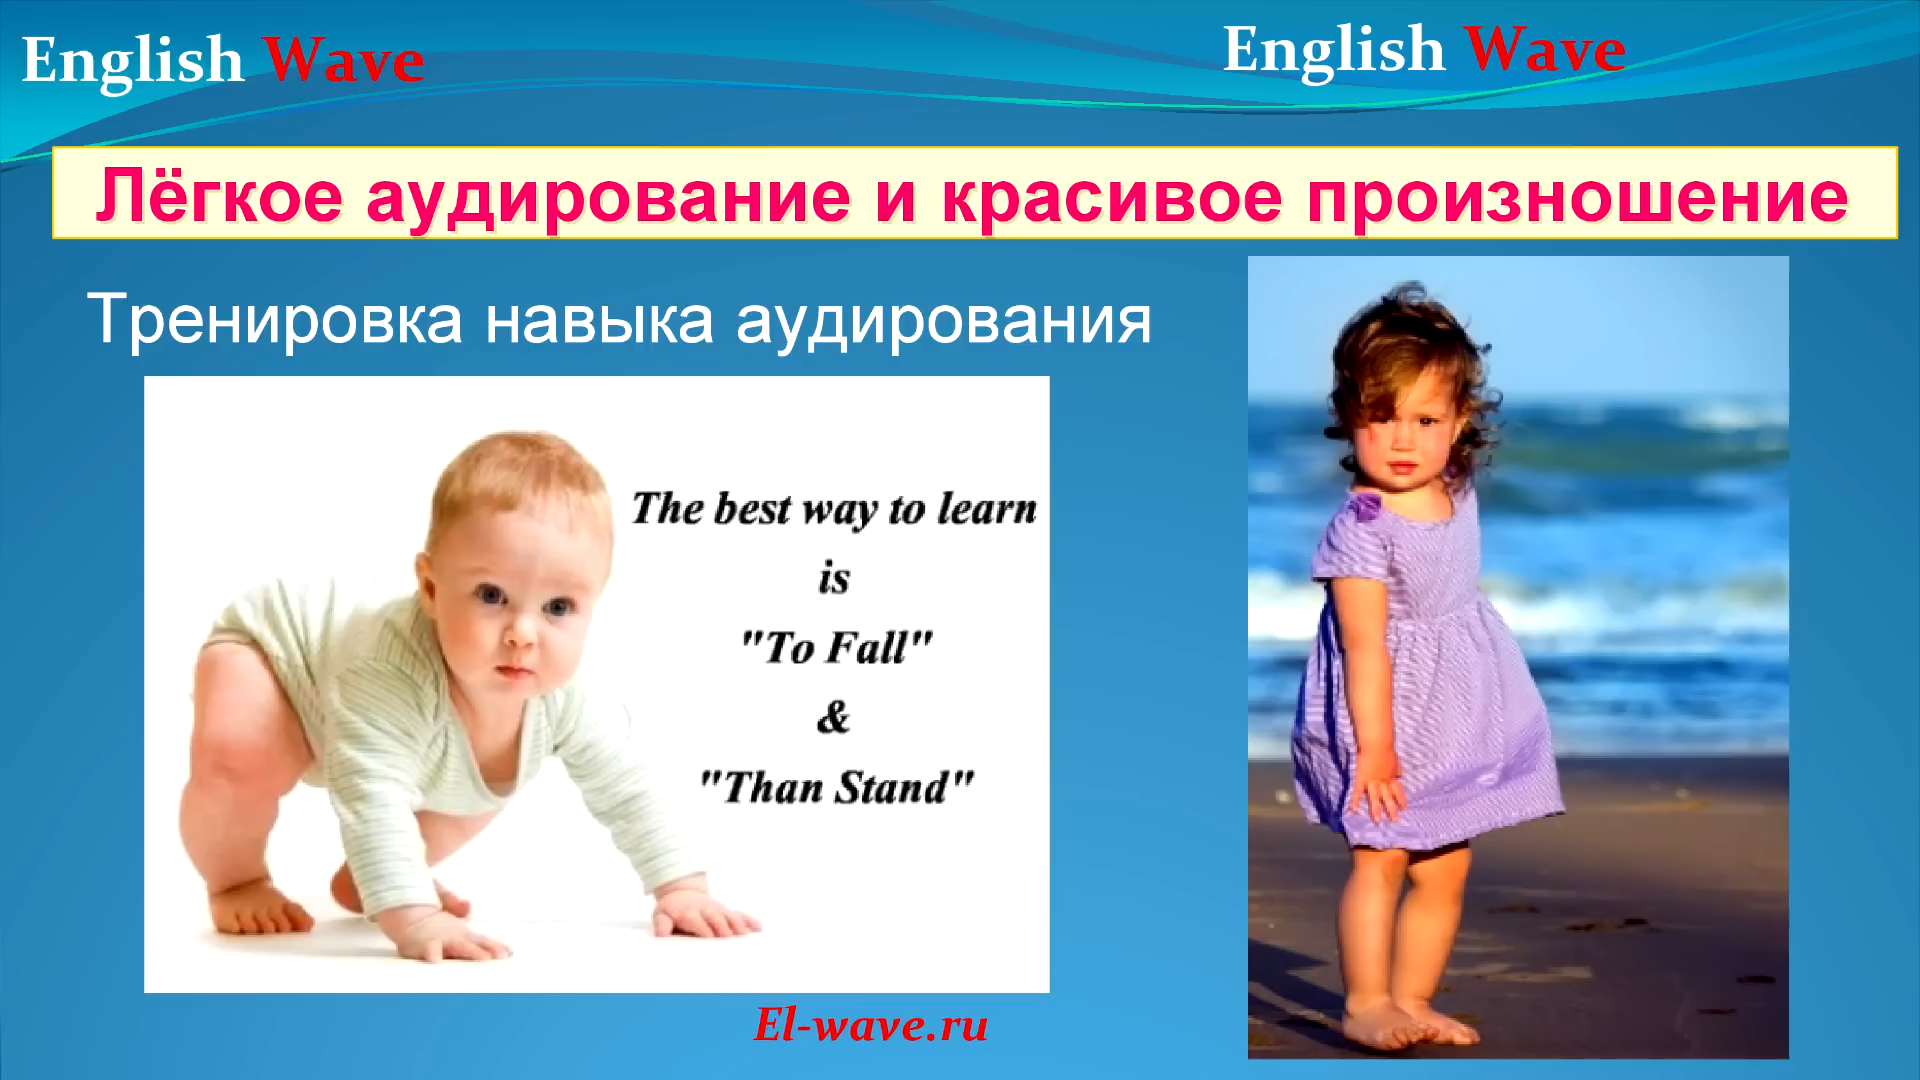 English Wave
English Wave
Лёгкое аудирование и красивое произношение
Тренировка навыка аудирования
The best way to learn
is
"To Fall"
&
"Than Stand"
El-wave.ru